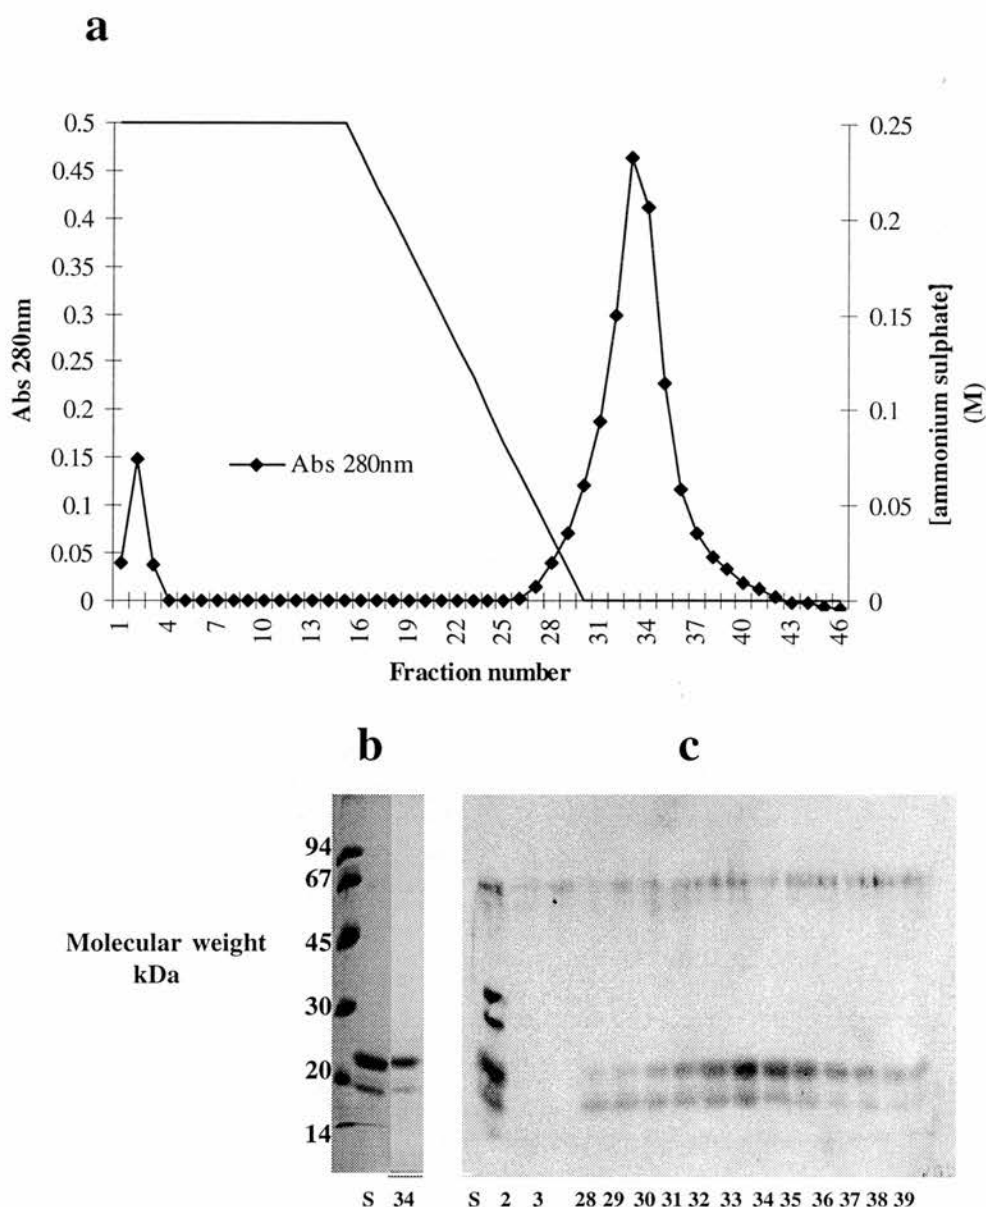 a
0.5
0.45
0.4
0.35
0.3
0.25
0.2
0.15
0.1
0.05
0
Abs 280nm
Abs 280nm
0.25
0.2
0.15
0.1
0.05
0
[ammonium sulphate]
(M)
1 4 7 10 13 16 19 22 25 28 31 34 37 40 43 46
Fraction number
b
c
94
67
45
30
20
14
Molecular weight
kDa
S 34
S 2 3 28 29 30 31 32 33 34 35 36 37 38 39